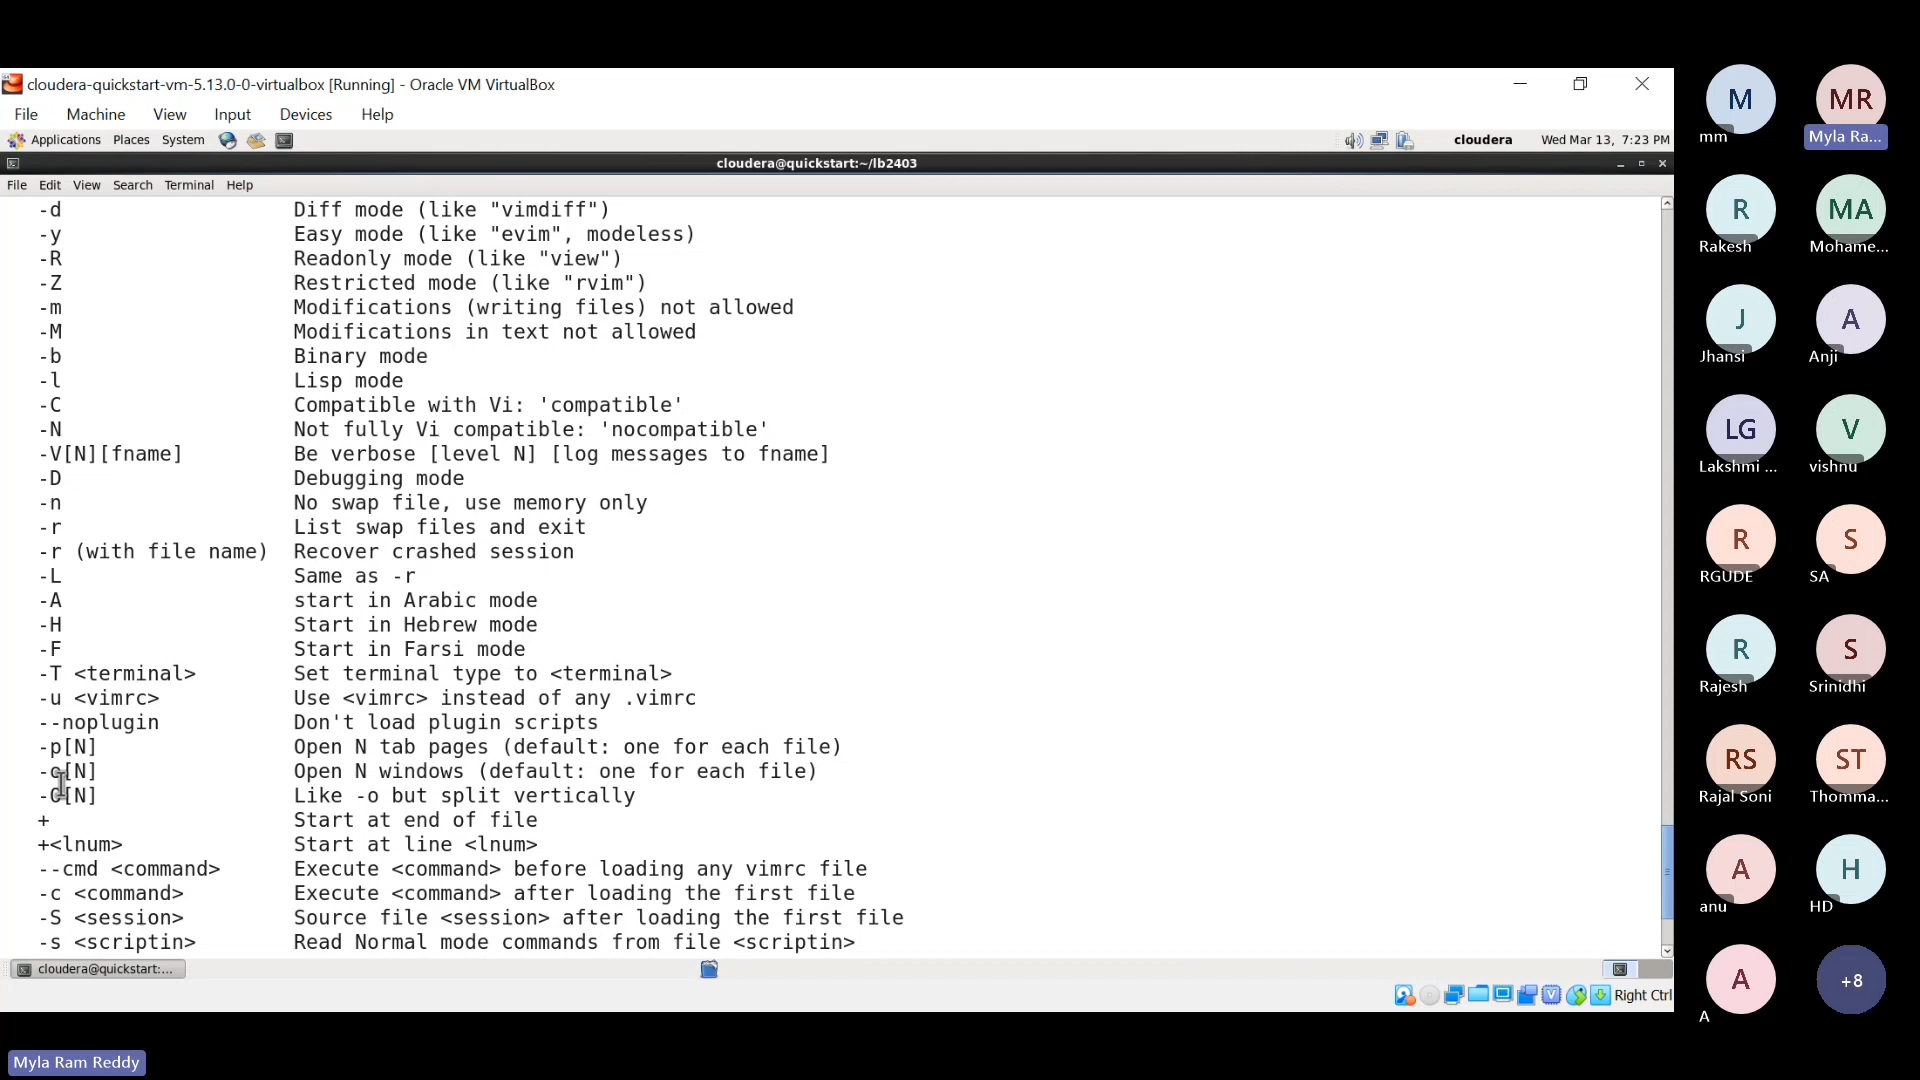 cloudera-quickstart-vm-5.13.0-0-virtualbox [Running] - Oracle VM VirtualBox
File Machine View Input Devices Help
Applications Places System cloudera Wed Mar 13, 7:23 PM
cloudera@quickstart:~/lb2403
File Edit View Search Terminal Help
-d Diff mode (like "vimdiff")
-y Easy mode (like "evim", modeless)
-R Readonly mode (like "view")
-Z Restricted mode (like "rvim")
-m Modifications (writing files) not allowed
-M Modifications in text not allowed
-b Binary mode
-l Lisp mode
-C Compatible with Vi: 'compatible'
-N Not fully Vi compatible: 'nocompatible'
-V[N][fname] Be verbose [level N] [log messages to fname]
-D Debugging mode
-n No swap file, use memory only
-r List swap files and exit
-r (with file name) Recover crashed session
-L Same as -r
-A start in Arabic mode
-H Start in Hebrew mode
-F Start in Farsi mode
-T <terminal> Set terminal type to <terminal>
-u <vimrc> Use <vimrc> instead of any .vimrc
--noplugin Don't load plugin scripts
-p[N] Open N tab pages (default: one for each file)
-o[N] Open N windows (default: one for each file)
-O[N] Like -o but split vertically
+ Start at end of file
+<lnum> Start at line <lnum>
--cmd <command> Execute <command> before loading any vimrc file
-c <command> Execute <command> after loading the first file
-S <session> Source file <session> after loading the first file
-s <scriptin> Read Normal mode commands from file <scriptin>
cloudera@quickstart:...
Right Ctrl
Myla Ram Reddy
M MR
mm Myla Ra...
R MA
Rakesh Mohame...
J A
Jhansi Anji
LG V
Lakshmi ... vishnu
R S
RGUDE SA
R S
Rajesh Srinidhi
RS ST
Rajal Soni Thomma...
A H
anu HD
A +8
A